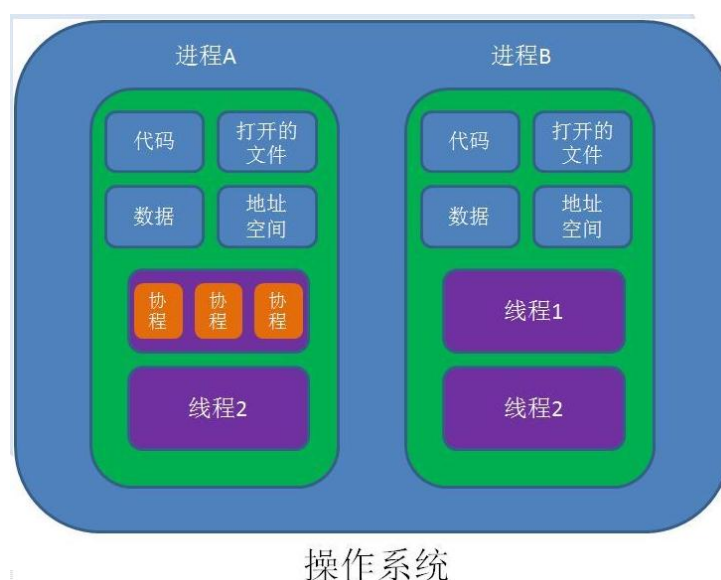 进程A
进程B
代码
打开的
文件
代码
打开的
文件
数据
地址
空间
数据
地址
空间
协
程
协
程
协
程
线程1
线程2
线程2
操作系统